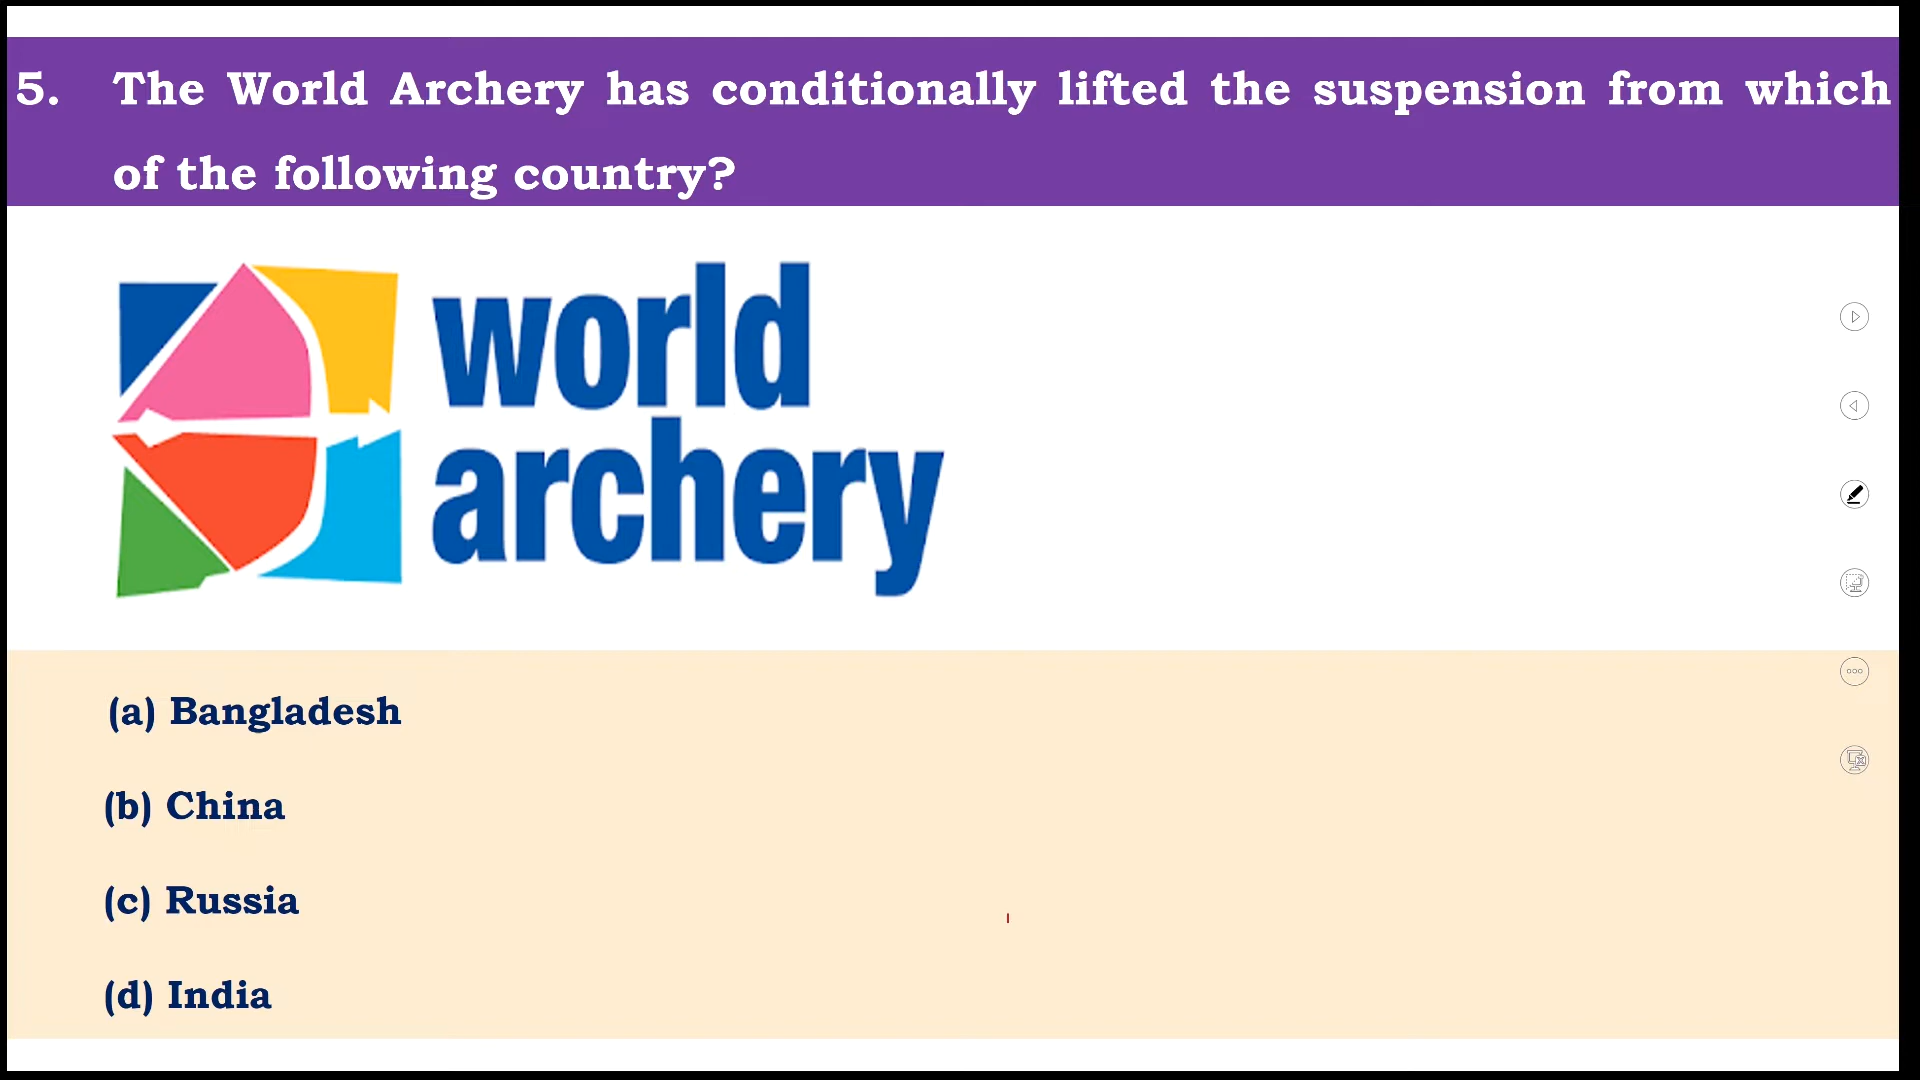 5. The World Archery has conditionally lifted the suspension from which
of the following country?
world
archery
(a) Bangladesh
(b) China
(c) Russia
(d) India